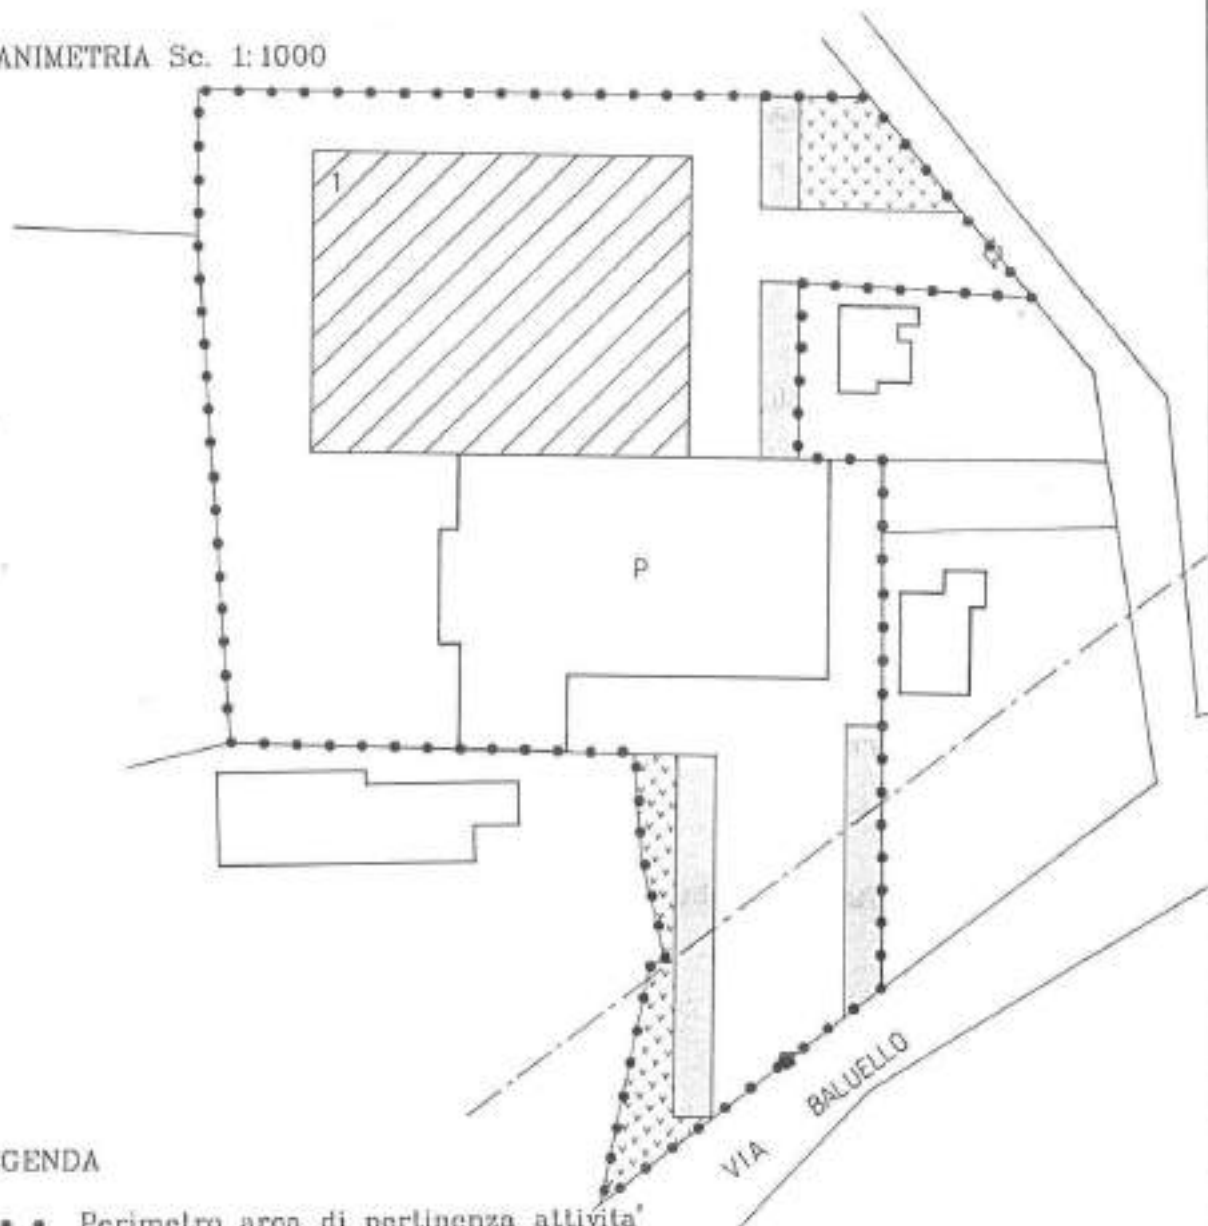 ANIMETRIA Sc. 1:1000
1
P
VIA BALUELLO
GENDA
Perimetro area di pertinenza attivita'